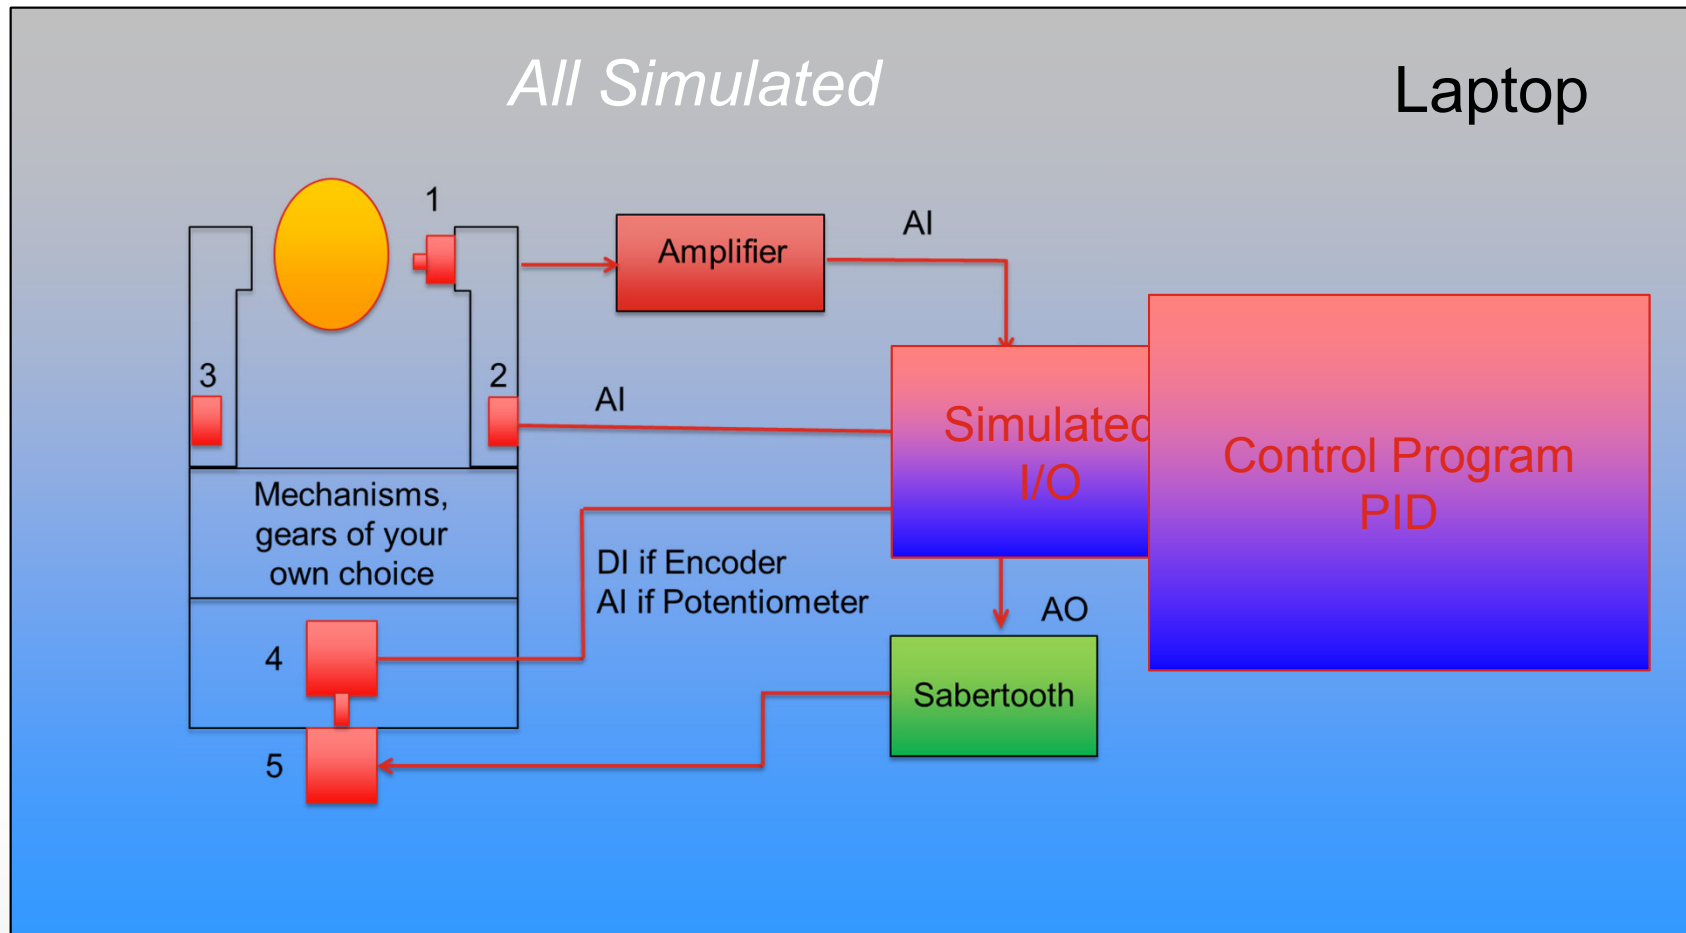 All Simulated
Laptop
1
Amplifier
AI
3
2
AI
Simulated
I/O
Control Program
PID
Mechanisms,
gears of your
own choice
DI if Encoder
AI if Potentiometer
4
AO
Sabertooth
5